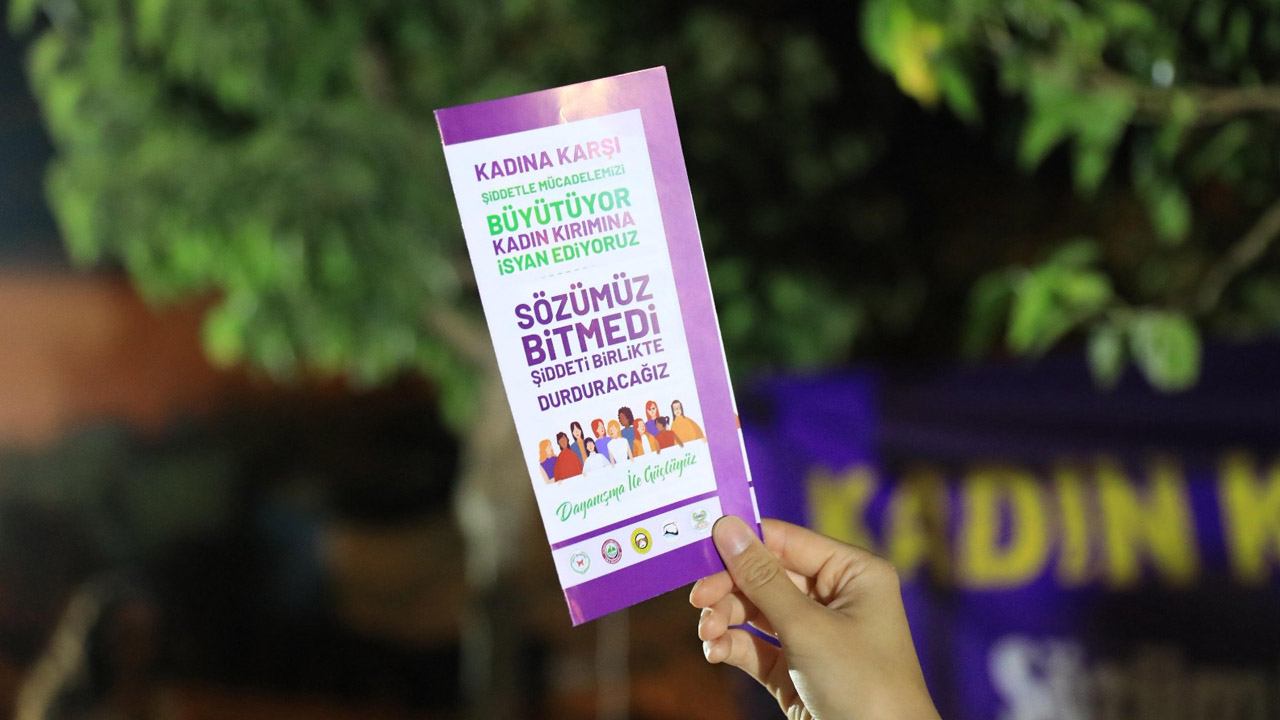 KADINA KARŞI
ŞİDDETLE MÜCADELEMİZİ
BÜYÜTÜYOR
KADIN KIRIMINA
İSYAN EDİYORUZ
SÖZÜMÜZ
BİTMEDİ
ŞİDDETİ BİRLİKTE
DURDURACAĞIZ
Dayanışma İle Güçlüyüz
KADIN K